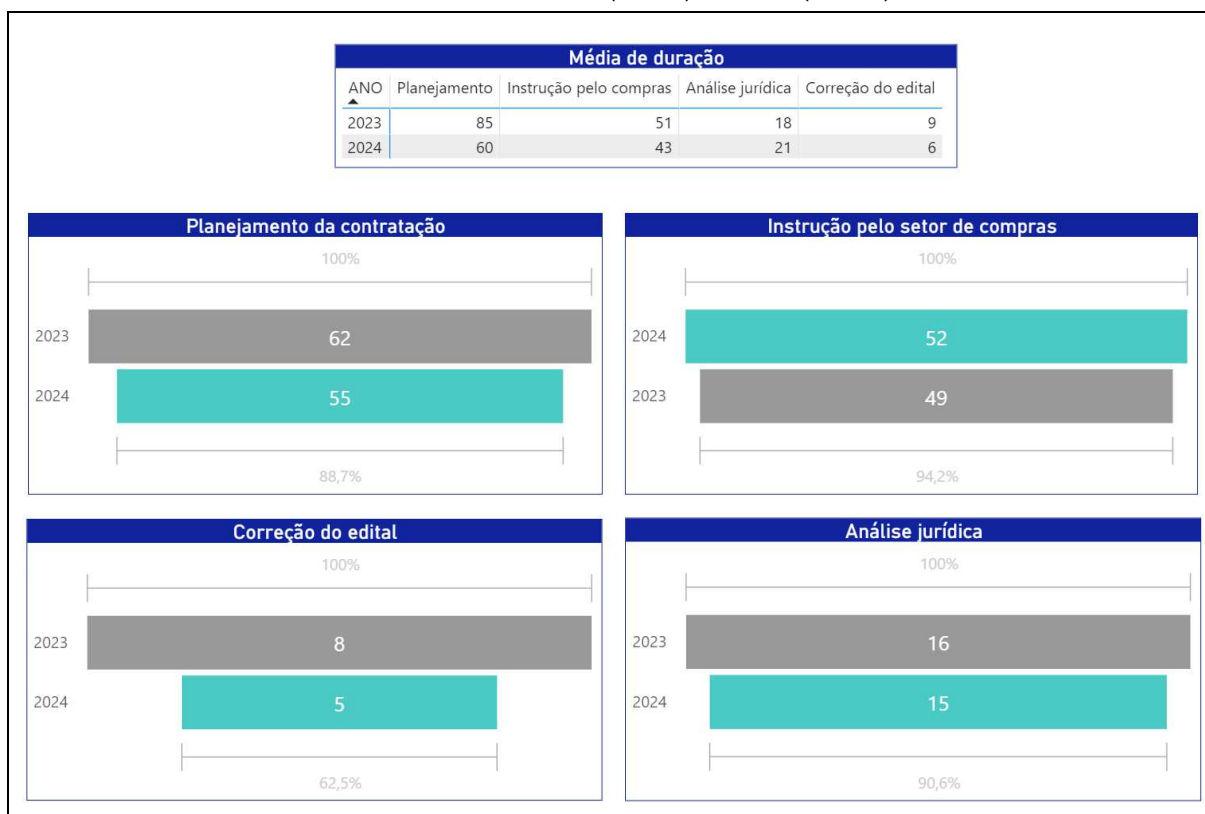 Média de duração
ANO Planejamento Instrução pelo compras Análise jurídica Correção do edital
2023 85 51 18 9
2024 60 43 21 6
Planejamento da contratação
100%
2023 62
2024 55
88,7%
Instrução pelo setor de compras
100%
2024 52
2023 49
94,2%
Correção do edital
100%
2023 8
2024 5
62,5%
Análise jurídica
100%
2023 16
2024 15
90,6%